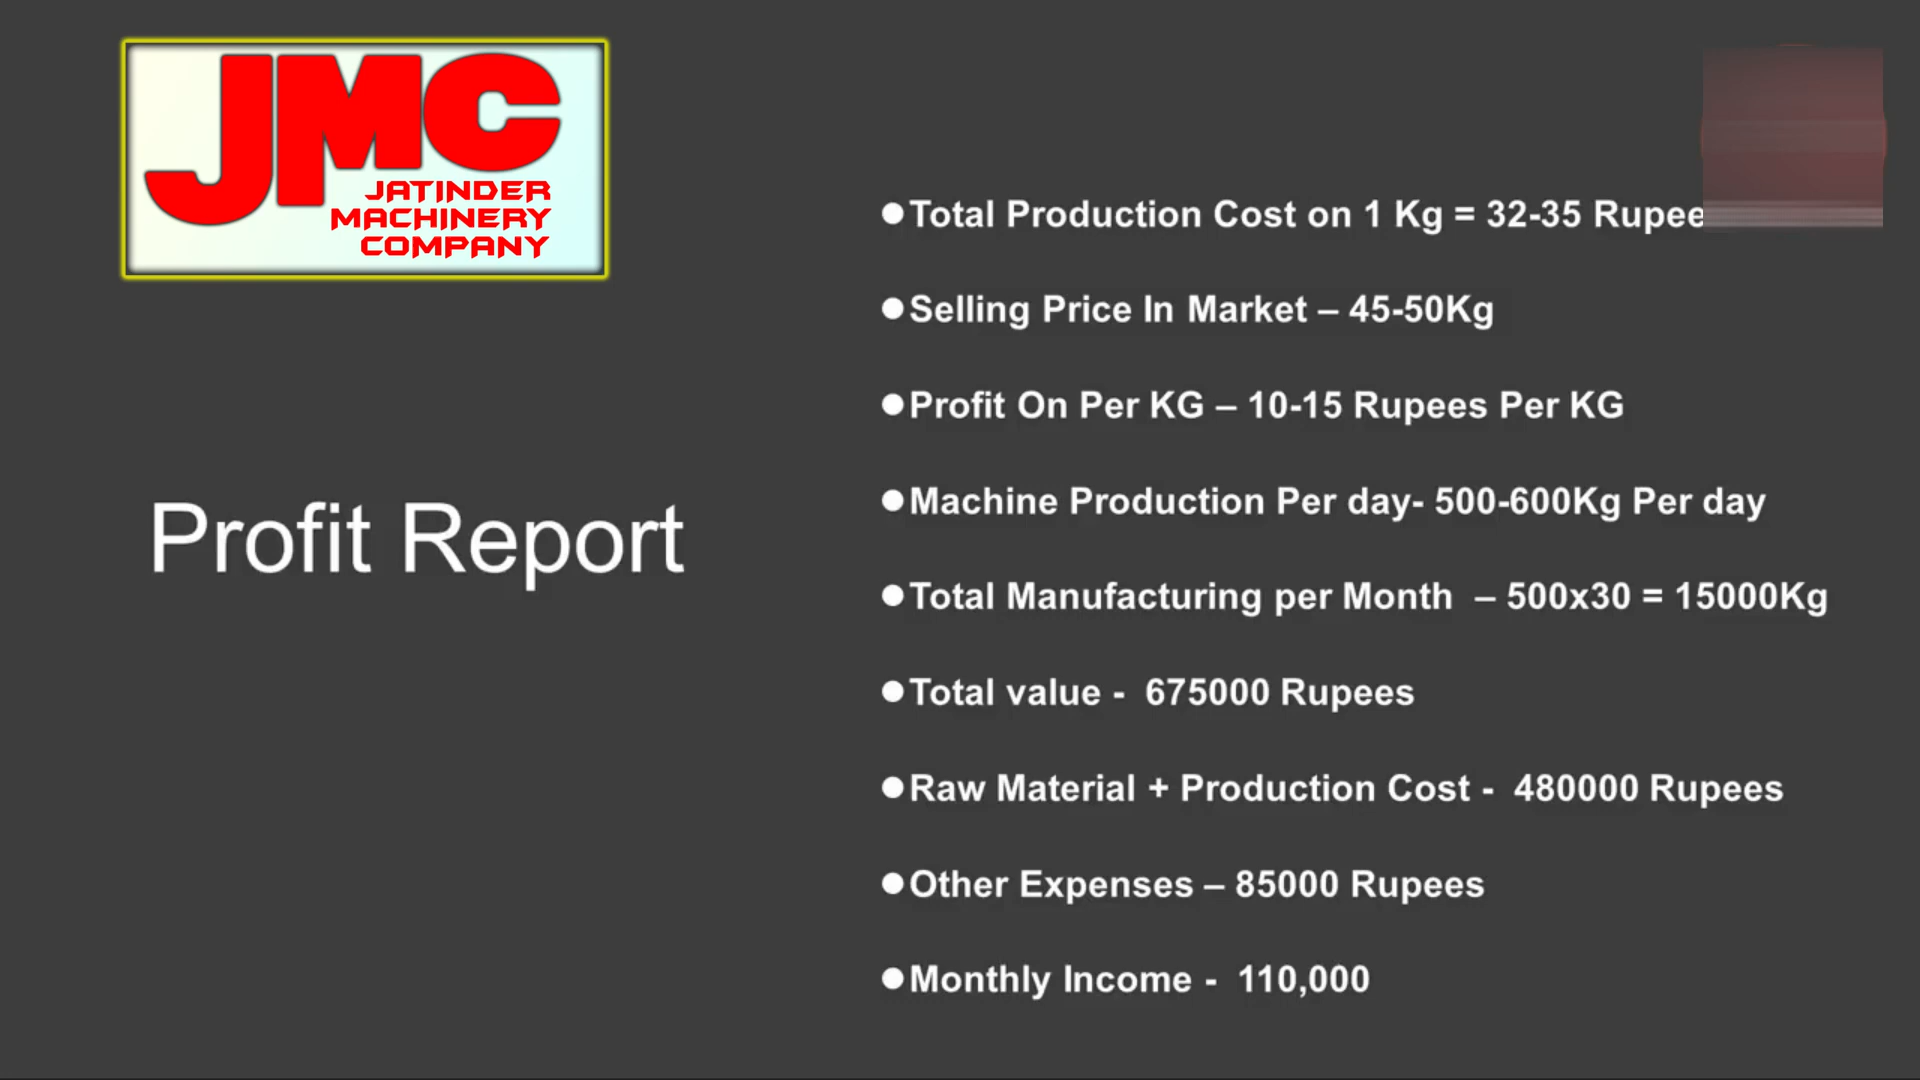 JMC
JATINDER
MACHINERY
COMPANY
Profit Report
●Total Production Cost on 1 Kg = 32-35 Rupee
●Selling Price In Market – 45-50Kg
●Profit On Per KG – 10-15 Rupees Per KG
●Machine Production Per day- 500-600Kg Per day
●Total Manufacturing per Month – 500x30 = 15000Kg
●Total value - 675000 Rupees
●Raw Material + Production Cost - 480000 Rupees
●Other Expenses – 85000 Rupees
●Monthly Income - 110,000